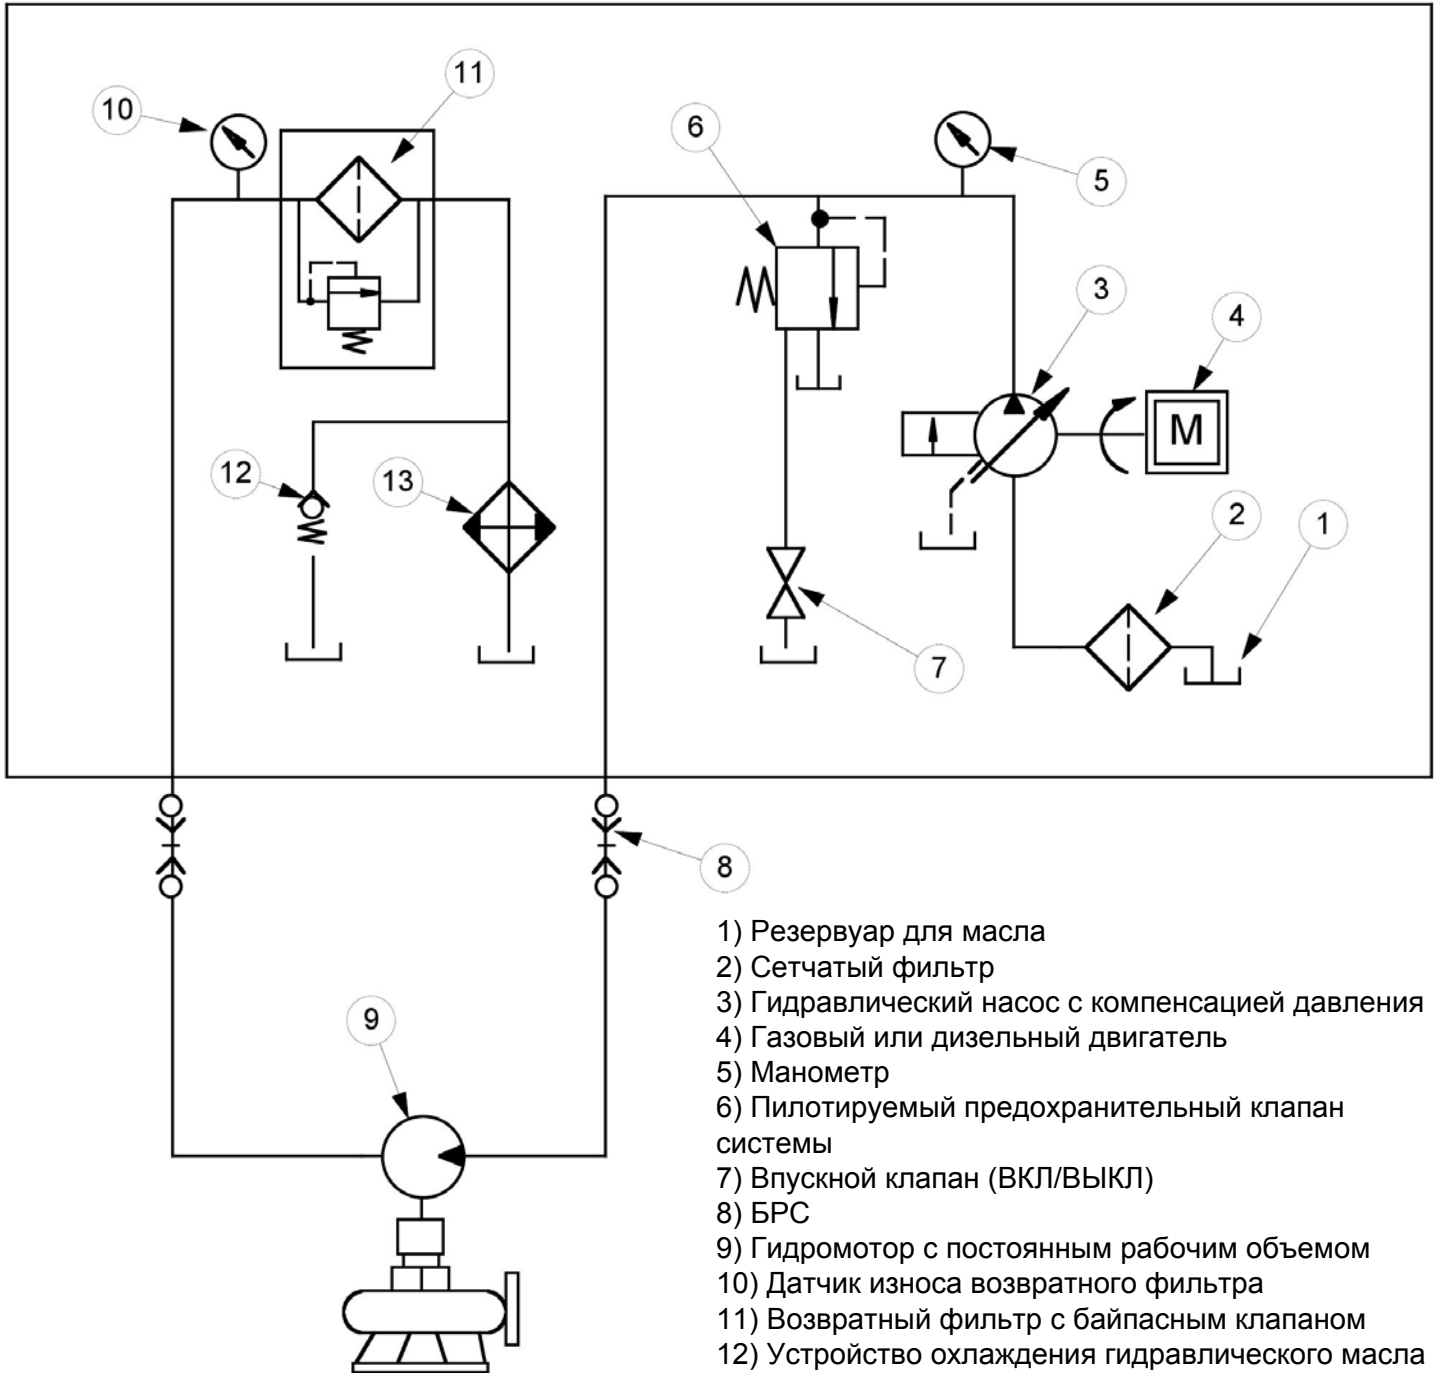 11
10
6
5
3
4
12
13
2
1
M
7
8
9
1) Резервуар для масла
2) Сетчатый фильтр
3) Гидравлический насос с компенсацией давления
4) Газовый или дизельный двигатель
5) Манометр
6) Пилотируемый предохранительный клапан
системы
7) Впускной клапан (ВКЛ/ВЫКЛ)
8) БРС
9) Гидромотор с постоянным рабочим объемом
10) Датчик износа возвратного фильтра
11) Возвратный фильтр с байпасным клапаном
12) Устройство охлаждения гидравлического масла